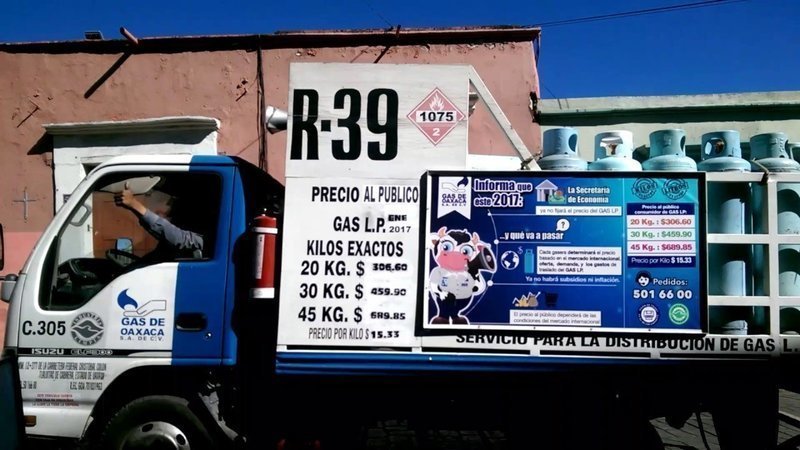 R-39
1075
2
PRECIO AL PUBLICO
GAS L.P. ENE 2017
KILOS EXACTOS
20 KG. $ 306.60
30 KG. $ 459.90
45 KG. $ 689.85
PRECIO POR KILO $ 15.33
GAS DE OAXACA
Informa que este 2017:
La Secretaría de Economía,
ya no fijará el precio del GAS L.P.
...y qué va a pasar
?
Cada gasera determinará el precio
basado en el mercado internacional,
oferta, demanda, y los gastos de
traslado del GAS LP.
Ya no habrá subsidios ni inflación.
El precio al público dependerá de las
condiciones del mercado internacional
Precio al público
consumidor de GAS LP:
20 Kg. $306.60
30 Kg. $459.90
45 Kg. $689.85
Precio por Kilo $ 15.33
Pedidos:
501 66 00
SERVICIO PARA LA DISTRIBUCIÓN DE GAS L.
C.305
GAS DE
OAXACA
S.A. DE C.V.
ISUZU ELF600